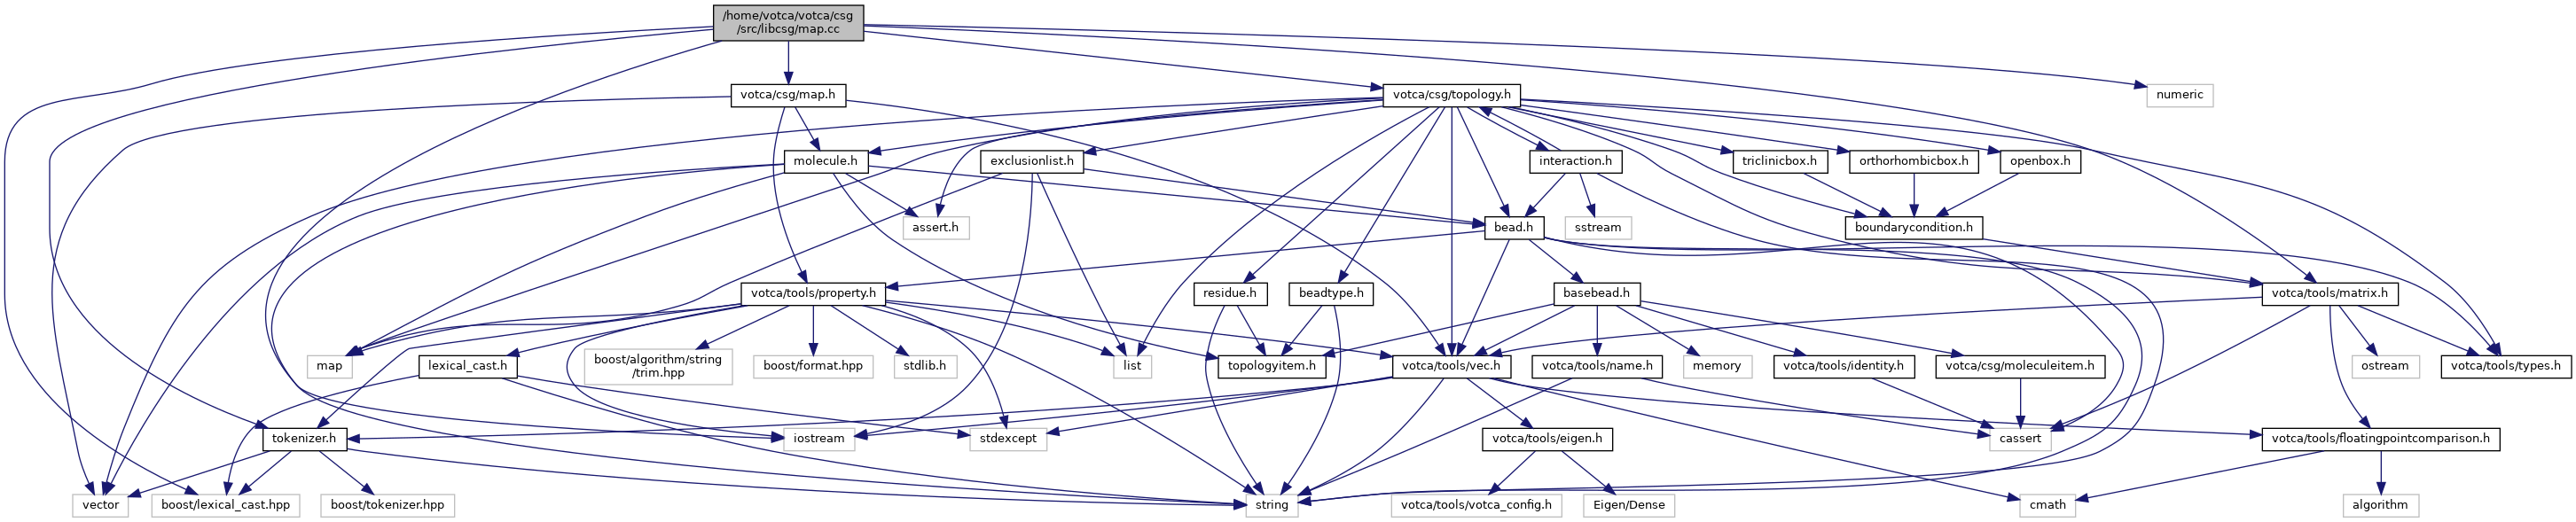 /home/votca/votca/csg
/src/libcsg/map.cc
votca/csg/map.h
votca/csg/topology.h
numeric
molecule.h
exclusionlist.h
interaction.h
triclinicbox.h
orthorhombicbox.h
openbox.h
assert.h
bead.h
sstream
boundarycondition.h
votca/tools/property.h
residue.h
beadtype.h
basebead.h
votca/tools/matrix.h
map
lexical_cast.h
boost/algorithm/string
/trim.hpp
boost/format.hpp
stdlib.h
list
topologyitem.h
votca/tools/vec.h
votca/tools/name.h
memory
votca/tools/identity.h
votca/csg/moleculeitem.h
ostream
votca/tools/types.h
tokenizer.h
iostream
stdexcept
votca/tools/eigen.h
cassert
votca/tools/floatingpointcomparison.h
vector
boost/lexical_cast.hpp
boost/tokenizer.hpp
string
votca/tools/votca_config.h
Eigen/Dense
cmath
algorithm